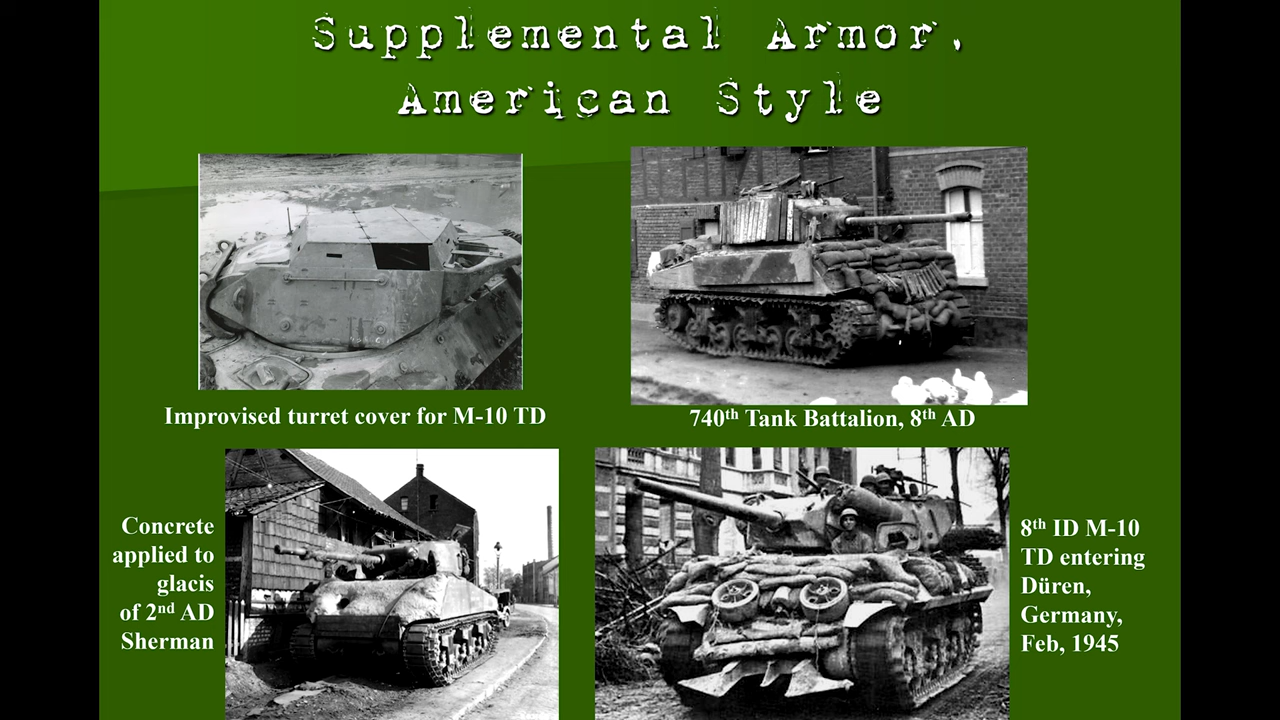 Supplemental Armor,
American Style
Improvised turret cover for M-10 TD
740th Tank Battalion, 8th AD
Concrete
applied to
glacis
of 2nd AD
Sherman
8th ID M-10
TD entering
Düren,
Germany,
Feb, 1945